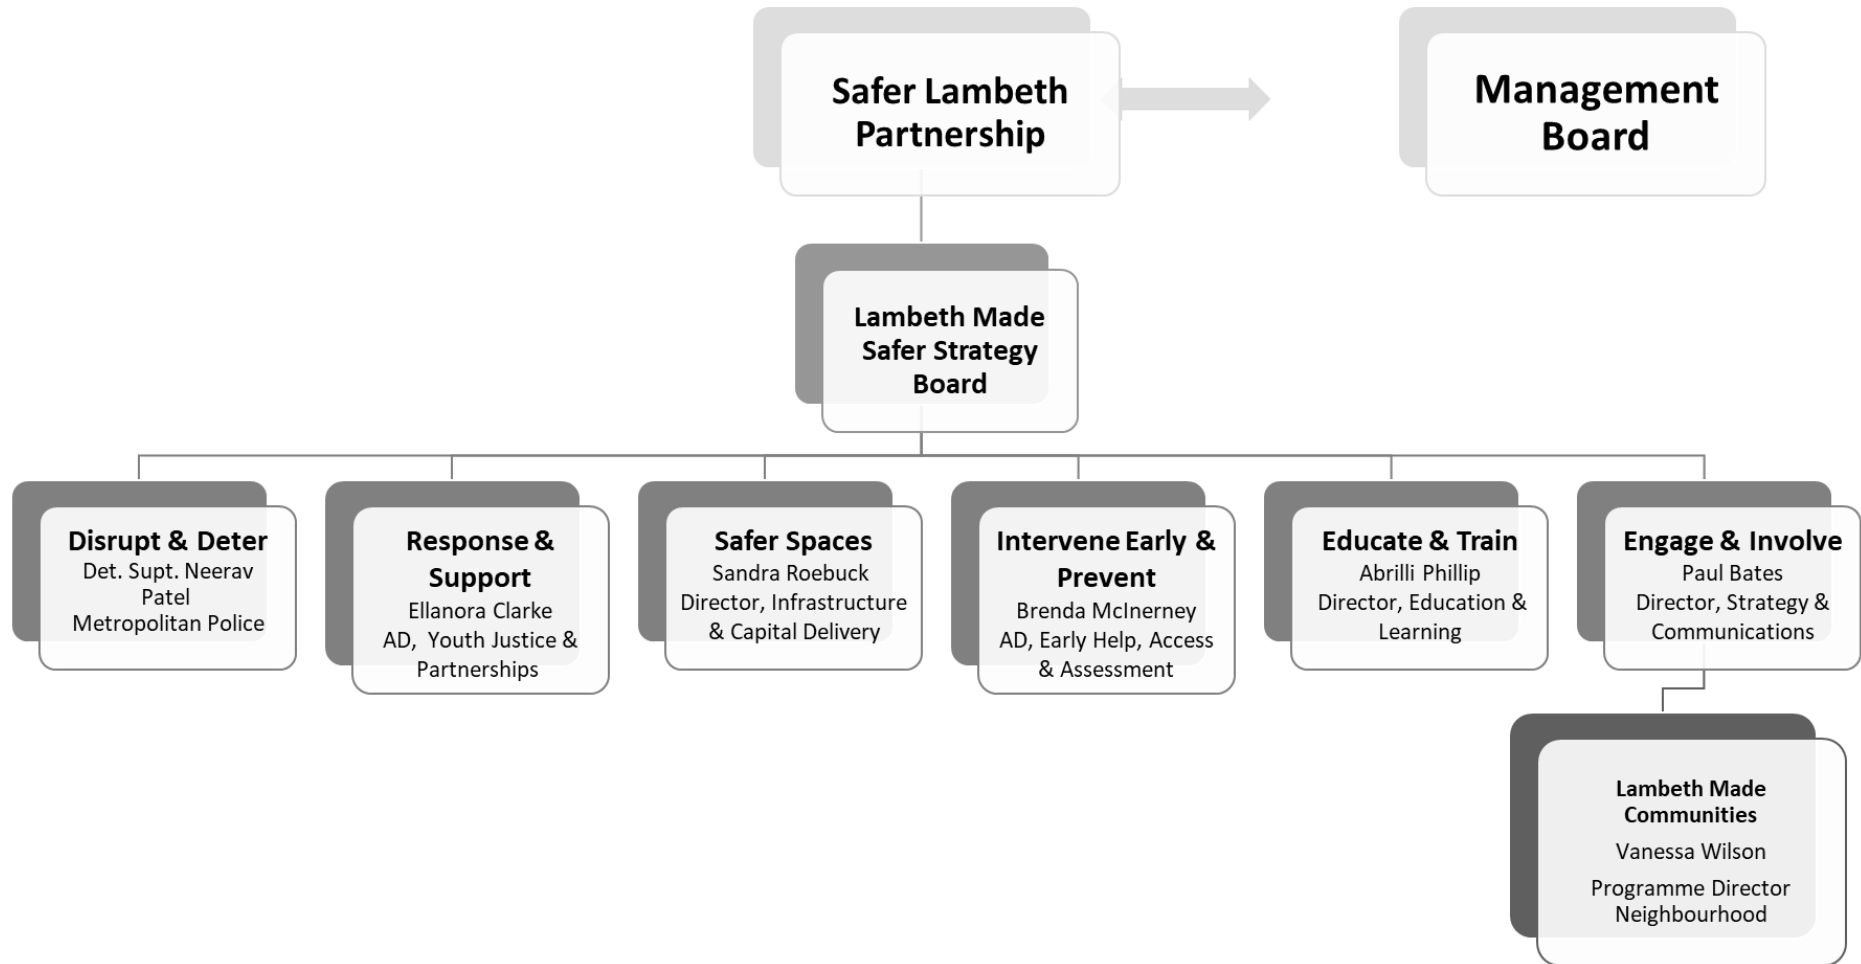 Safer Lambeth
Partnership
Management
Board
Lambeth Made
Safer Strategy
Board
Disrupt & Deter
Det. Supt. Neerav
Patel
Metropolitan Police
Response &
Support
Ellanora Clarke
AD, Youth Justice &
Partnerships
Safer Spaces
Sandra Roebuck
Director, Infrastructure
& Capital Delivery
Intervene Early &
Prevent
Brenda McInerney
AD, Early Help, Access
& Assessment
Educate & Train
Abrilli Phillip
Director, Education &
Learning
Engage & Involve
Paul Bates
Director, Strategy &
Communications
Lambeth Made
Communities
Vanessa Wilson
Programme Director
Neighbourhood